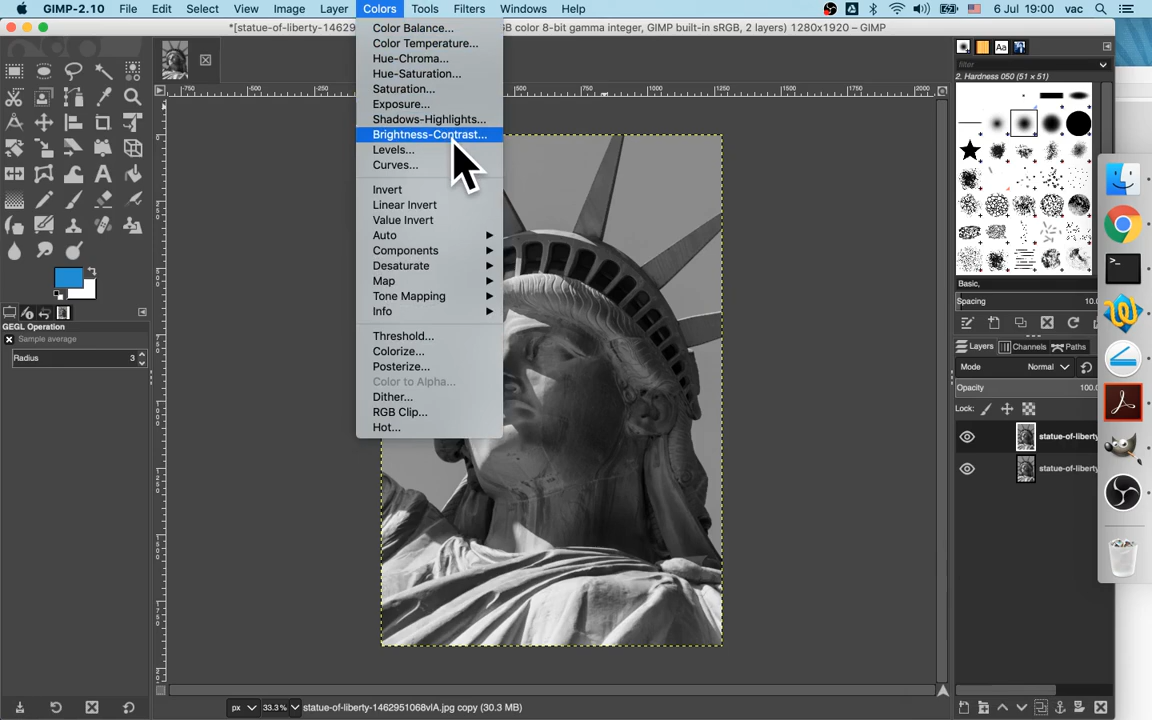 GIMP-2.10 File Edit Select View Image Layer Colors Tools Filters Windows Help 6 Jul 19:00 vac
*[statue-of-liberty-14629 GB color 8-bit gamma integer, GIMP built-in sRGB, 2 layers) 1280x1920 – GIMP
Color Balance...
Color Temperature...
Hue-Chroma...
Hue-Saturation...
Saturation...
Exposure...
Shadows-Highlights...
Brightness-Contrast...
Levels...
Curves...
Invert
Linear Invert
Value Invert
Auto
Components
Desaturate
Map
Tone Mapping
Info
Threshold...
Colorize...
Posterize...
Color to Alpha...
Dither...
RGB Clip...
Hot...
-750 -500 -250 500 750 1000 1250 1500 1750 2000
GEGL Operation
Sample average
Radius 3
filter
2. Hardness 050 (51 × 51)
Basic,
Spacing 10.
Layers Channels Paths
Mode Normal
Opacity 100.
Lock:
statue-of-liberty
statue-of-liberty
px 33.3% statue-of-liberty-1462951068vlA.jpg copy (30.3 MB)